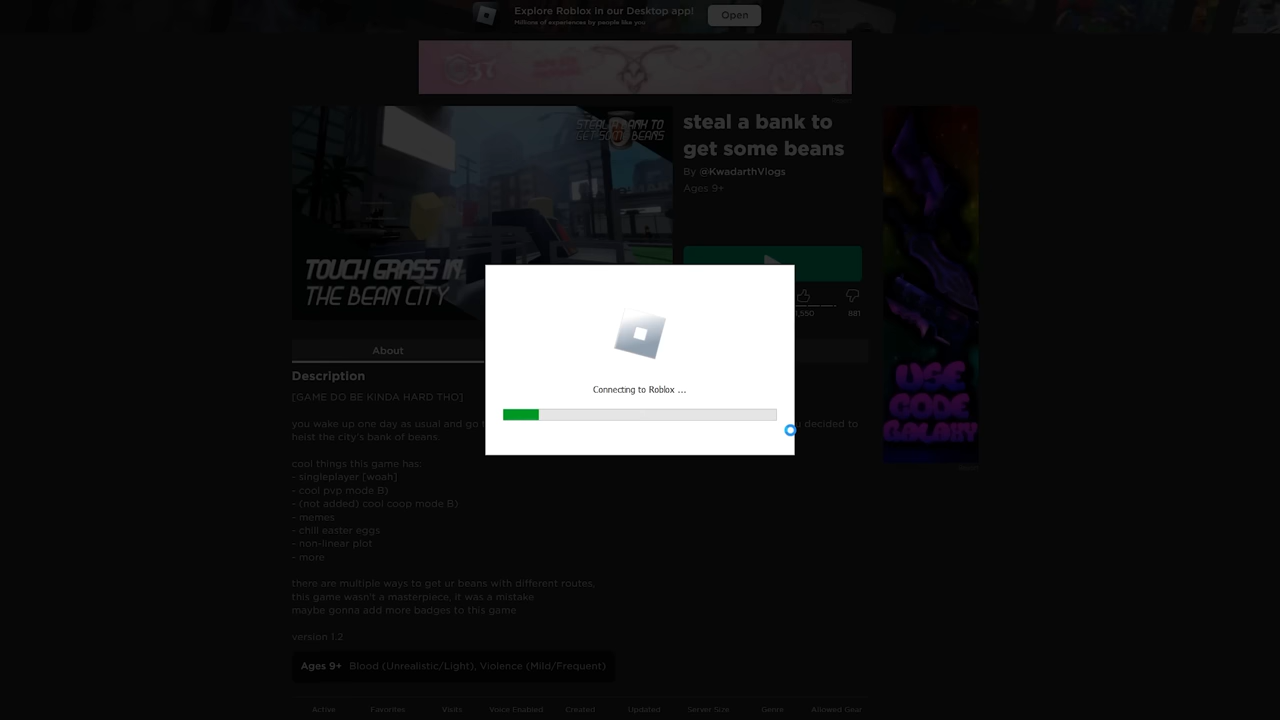 Explore Roblox in our Desktop app!
Millions of experiences by people like you.
Open
STEAL A BANK TO
GET SOME BEANS
TOUCH GRASS IN
THE BEAN CITY
steal a bank to
get some beans
By @KwadarthVlogs
Ages 9+
881
Connecting to Roblox ...
About
Description
[GAME DO BE KINDA HARD THO]
you wake up one day as usual and go
decided to
heist the city's bank of beans.
cool things this game has:
- singleplayer [woah]
- cool pvp mode B)
- (not added) cool coop mode B)
- memes
- chill easter eggs
- non-linear plot
- more
there are multiple ways to get ur beans with different routes.
this game wasn't a masterpiece, it was a mistake
maybe gonna add more badges to this game
version 1.2
Ages 9+ Blood (Unrealistic/Light), Violence (Mild/Frequent)
Active Favorites Visits Voice Enabled Created Updated Server Size Genre Allowed Gear
USE
CODE
GALAXY